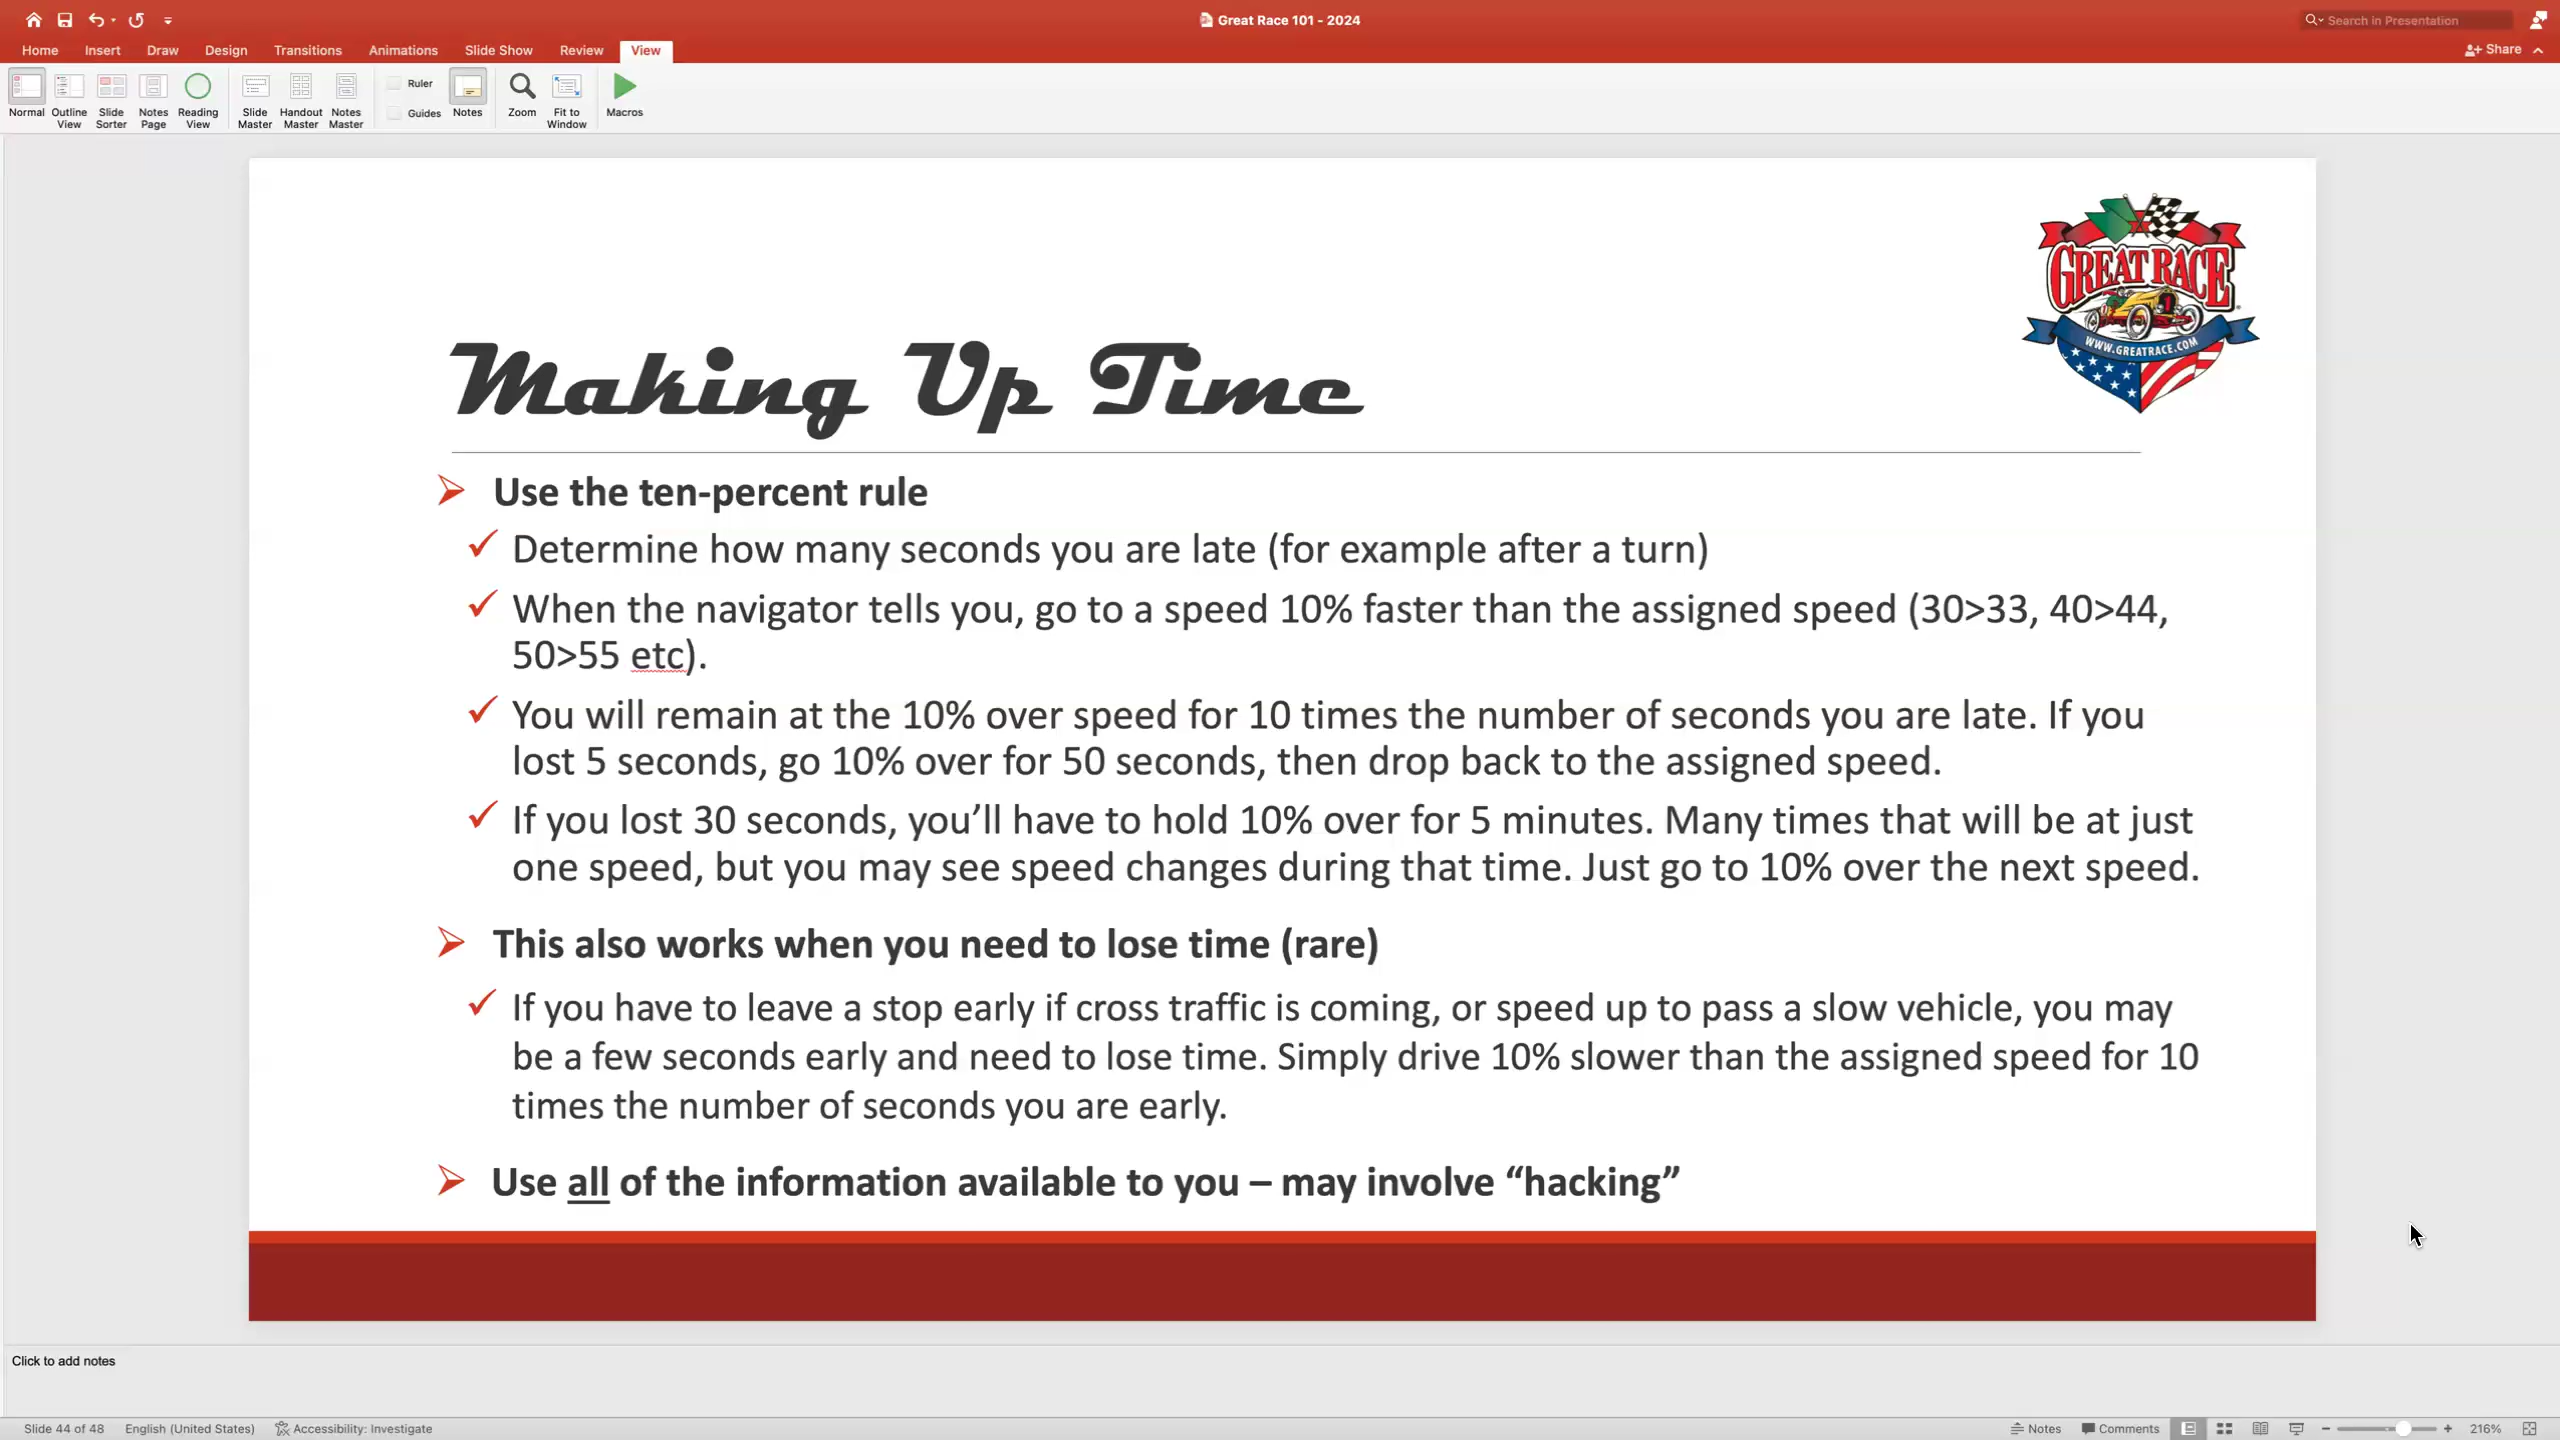 Great Race 101 - 2024
Search in Presentation
Home Insert Draw Design Transitions Animations Slide Show Review View
Share
Normal Outline View Slide Sorter Notes Page Reading View Slide Master Handout Master Notes Master Ruler Guides Notes Zoom Fit to Window Macros
GREAT RACE
WWW.GREATRACE.COM
Making Up Time
Use the ten-percent rule
Determine how many seconds you are late (for example after a turn)
When the navigator tells you, go to a speed 10% faster than the assigned speed (30>33, 40>44,
50>55 etc).
You will remain at the 10% over speed for 10 times the number of seconds you are late. If you
lost 5 seconds, go 10% over for 50 seconds, then drop back to the assigned speed.
If you lost 30 seconds, you’ll have to hold 10% over for 5 minutes. Many times that will be at just
one speed, but you may see speed changes during that time. Just go to 10% over the next speed.
This also works when you need to lose time (rare)
If you have to leave a stop early if cross traffic is coming, or speed up to pass a slow vehicle, you may
be a few seconds early and need to lose time. Simply drive 10% slower than the assigned speed for 10
times the number of seconds you are early.
Use all of the information available to you – may involve “hacking”
Click to add notes
Slide 44 of 48 English (United States) Accessibility: Investigate Notes Comments 216%